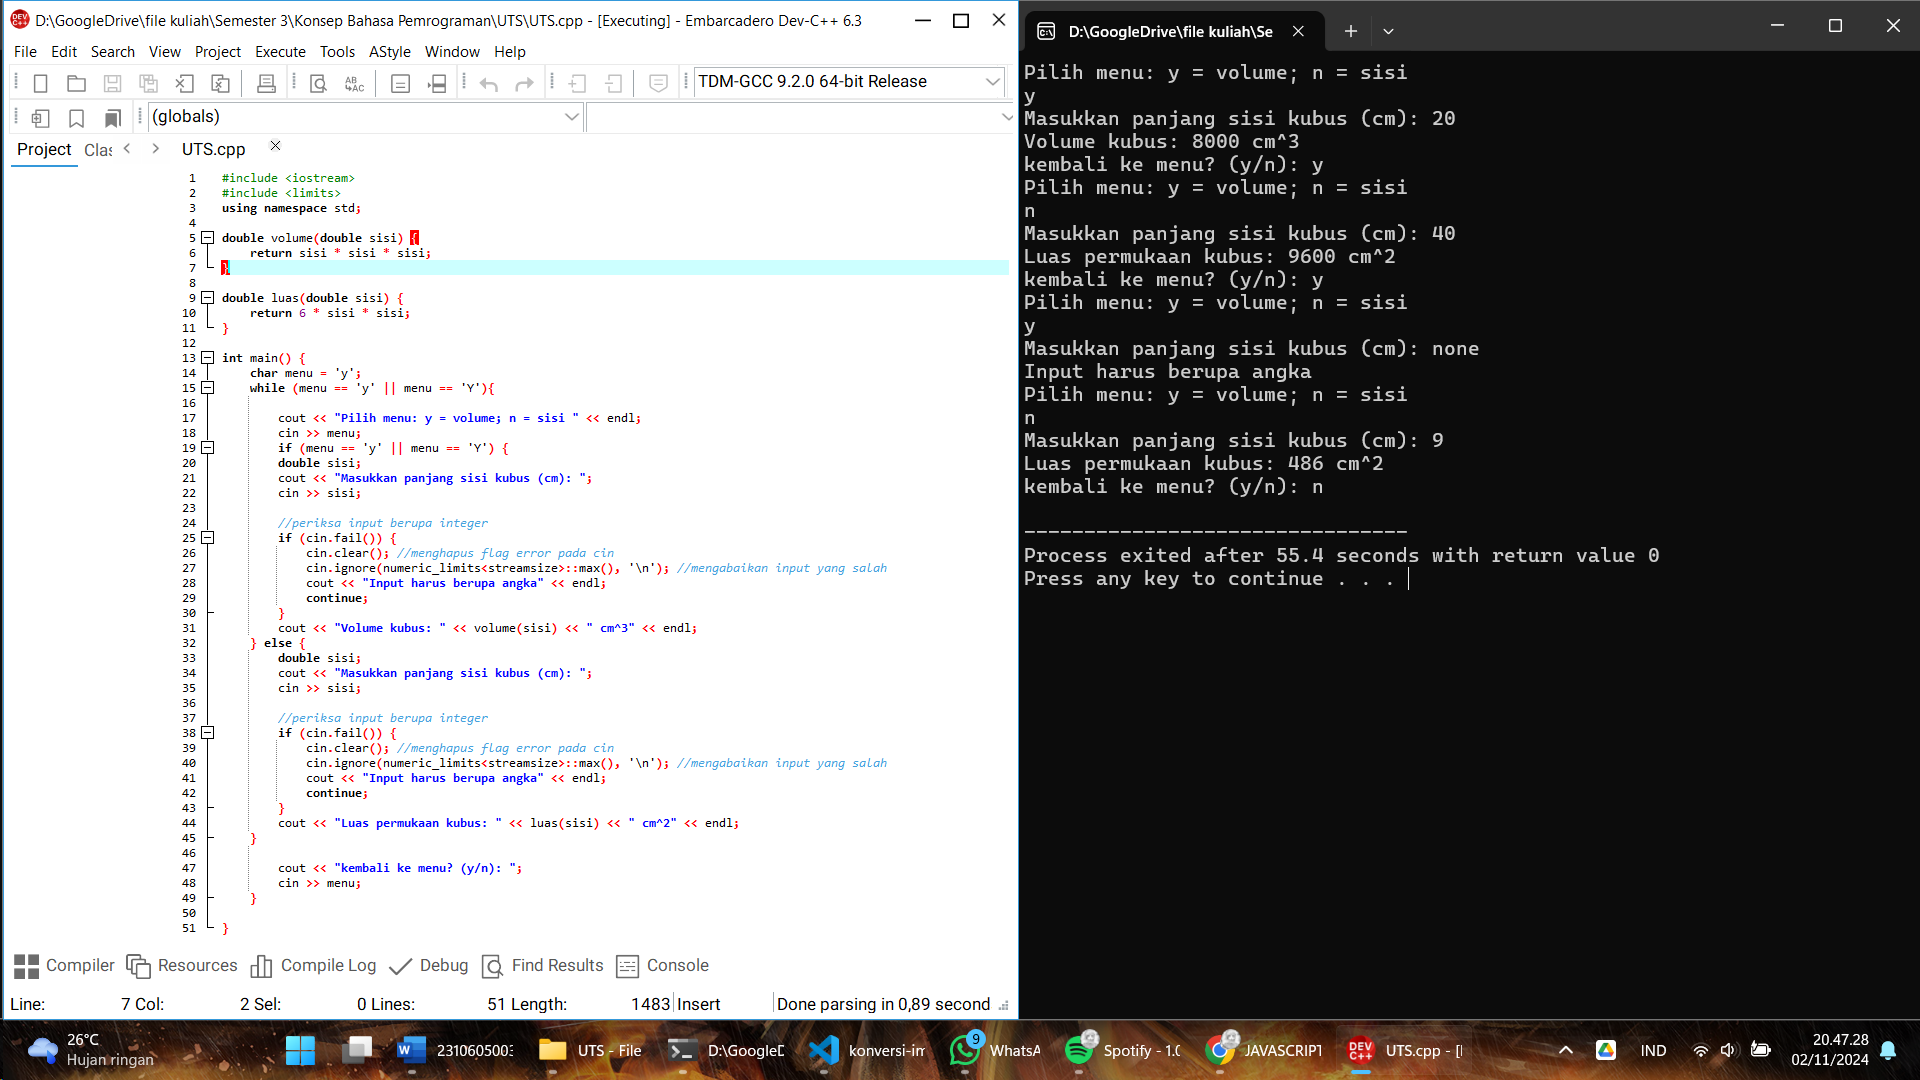 D:\GoogleDrive\file kuliah\Semester 3\Konsep Bahasa Pemrograman\UTS\UTS.cpp - [Executing] - Embarcadero Dev-C++ 6.3
File Edit Search View Project Execute Tools AStyle Window Help
TDM-GCC 9.2.0 64-bit Release
(globals)
Project Clas UTS.cpp
1 #include <iostream>
2 #include <limits>
3 using namespace std;
4
5 double volume(double sisi) {
6 return sisi * sisi * sisi;
7 }
8
9 double luas(double sisi) {
10 return 6 * sisi * sisi;
11 }
12
13 int main() {
14 char menu = 'y';
15 while (menu == 'y' || menu == 'Y'){
16
17 cout << "Pilih menu: y = volume; n = sisi " << endl;
18 cin >> menu;
19 if (menu == 'y' || menu == 'Y') {
20 double sisi;
21 cout << "Masukkan panjang sisi kubus (cm): ";
22 cin >> sisi;
23
24 //periksa input berupa integer
25 if (cin.fail()) {
26 cin.clear(); //menghapus flag error pada cin
27 cin.ignore(numeric_limits<streamsize>::max(), '\n'); //mengabaikan input yang salah
28 cout << "Input harus berupa angka" << endl;
29 continue;
30 }
31 cout << "Volume kubus: " << volume(sisi) << " cm^3" << endl;
32 } else {
33 double sisi;
34 cout << "Masukkan panjang sisi kubus (cm): ";
35 cin >> sisi;
36
37 //periksa input berupa integer
38 if (cin.fail()) {
39 cin.clear(); //menghapus flag error pada cin
40 cin.ignore(numeric_limits<streamsize>::max(), '\n'); //mengabaikan input yang salah
41 cout << "Input harus berupa angka" << endl;
42 continue;
43 }
44 cout << "Luas permukaan kubus: " << luas(sisi) << " cm^2" << endl;
45 }
46
47 cout << "kembali ke menu? (y/n): ";
48 cin >> menu;
49 }
50
51 }
Compiler Resources Compile Log Debug Find Results Console
Line: 7 Col: 2 Sel: 0 Lines: 51 Length: 1483 Insert Done parsing in 0,89 second
D:\GoogleDrive\file kuliah\Se
Pilih menu: y = volume; n = sisi
y
Masukkan panjang sisi kubus (cm): 20
Volume kubus: 8000 cm^3
kembali ke menu? (y/n): y
Pilih menu: y = volume; n = sisi
n
Masukkan panjang sisi kubus (cm): 40
Luas permukaan kubus: 9600 cm^2
kembali ke menu? (y/n): y
Pilih menu: y = volume; n = sisi
y
Masukkan panjang sisi kubus (cm): none
Input harus berupa angka
Pilih menu: y = volume; n = sisi
n
Masukkan panjang sisi kubus (cm): 9
Luas permukaan kubus: 486 cm^2
kembali ke menu? (y/n): n
--------------------------------
Process exited after 55.4 seconds with return value 0
Press any key to continue . . .
26°C
Hujan ringan
231060500 UTS - File D:\GoogleD konversi-im 9 WhatsA Spotify - 1.0 JAVASCRIPT DEV C++ UTS.cpp - [
IND
20.47.28
02/11/2024